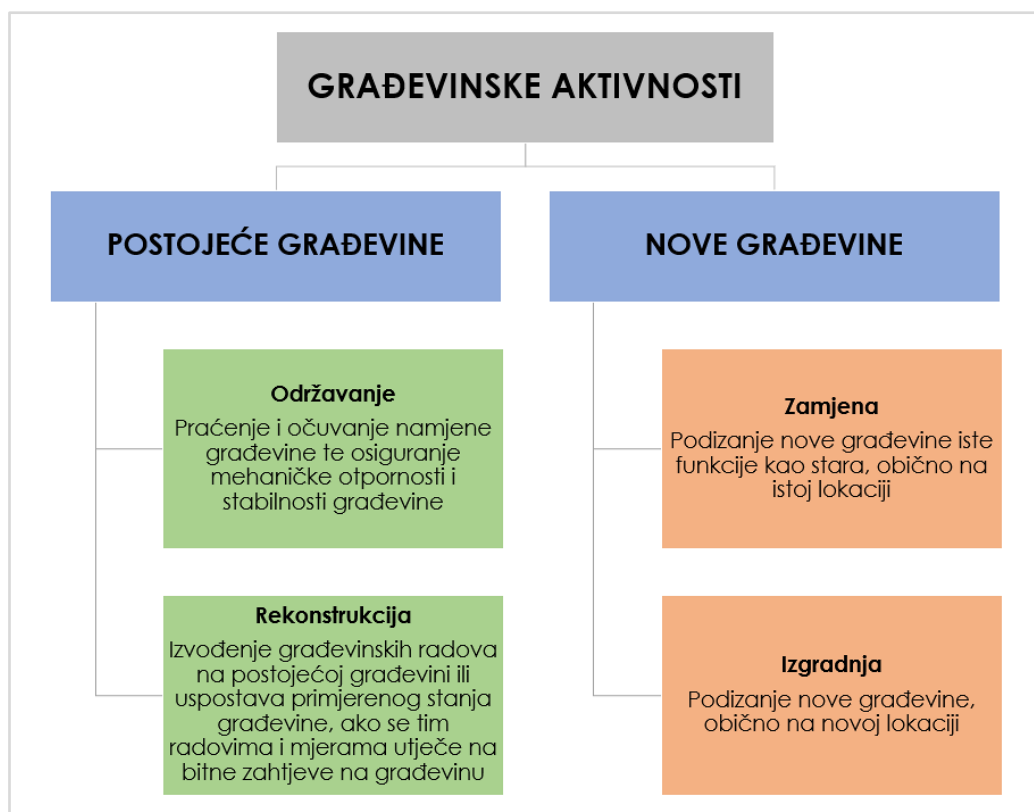 GRAĐEVINSKE AKTIVNOSTI
POSTOJEĆE GRAĐEVINE
NOVE GRAĐEVINE
Održavanje
Praćenje i očuvanje namjene
građevine te osiguranje
mehaničke otpornosti i
stabilnosti građevine
Zamjena
Podizanje nove građevine iste
funkcije kao stara, obično na
istoj lokaciji
Rekonstrukcija
Izvođenje građevinskih radova
na postojećoj građevini ili
uspostava primjerenog stanja
građevine, ako se tim
radovima i mjerama utječe na
bitne zahtjeve na građevinu
Izgradnja
Podizanje nove građevine,
obično na novoj lokaciji